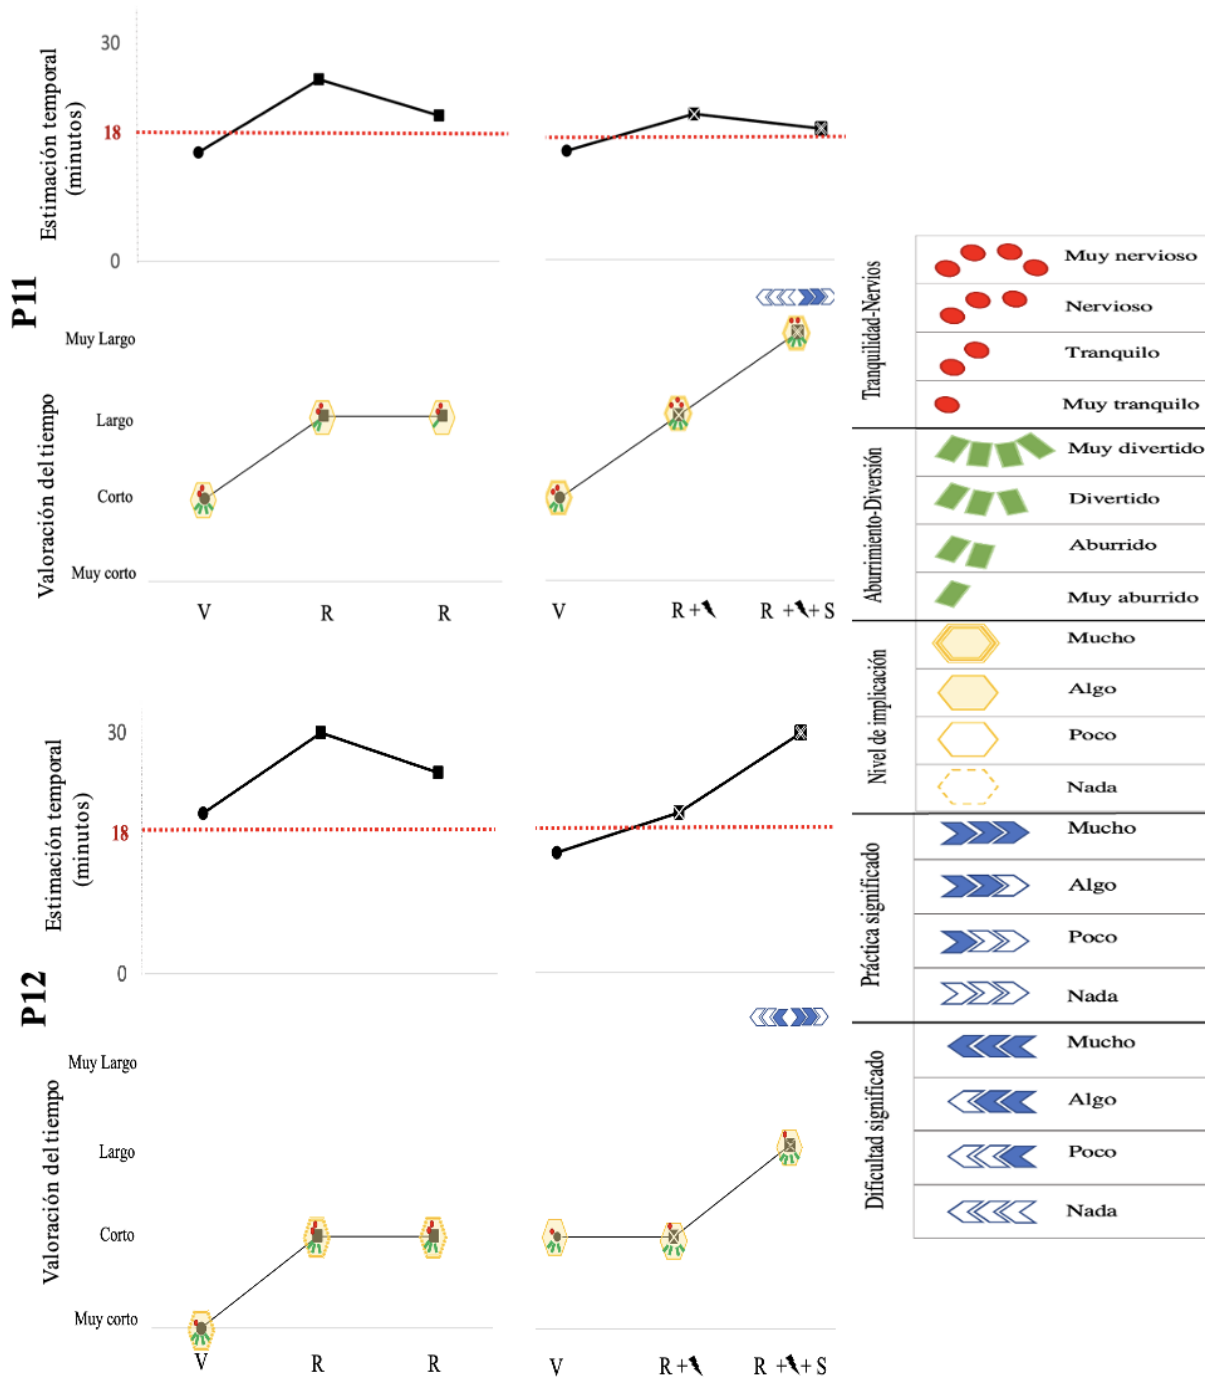 P11
Estimación temporal
(minutos)
30
18
0
Valoración del tiempo
Muy Largo
Largo
Corto
Muy corto
V
R
R
V
R +
R + + S
P12
Estimación temporal
(minutos)
30
18
0
Valoración del tiempo
Muy Largo
Largo
Corto
Muy corto
V
R
R
V
R +
R + + S
Tranquilidad-Nervios
Muy nervioso
Nervioso
Tranquilo
Muy tranquilo
Aburrimiento-Diversión
Muy divertido
Divertido
Aburrido
Muy aburrido
Nivel de implicación
Mucho
Algo
Poco
Nada
Práctica significado
Mucho
Algo
Poco
Nada
Dificultad significado
Mucho
Algo
Poco
Nada